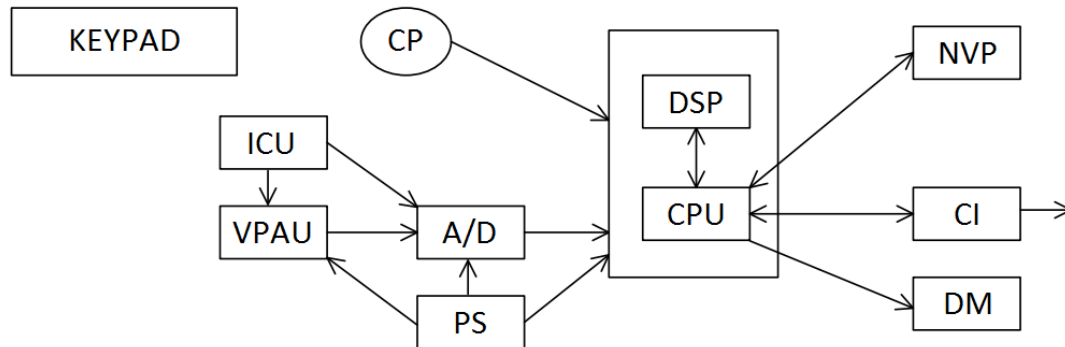 KEYPAD
CP
NVP
DSP
ICU
CPU
CI
VPAU
A/D
DM
PS